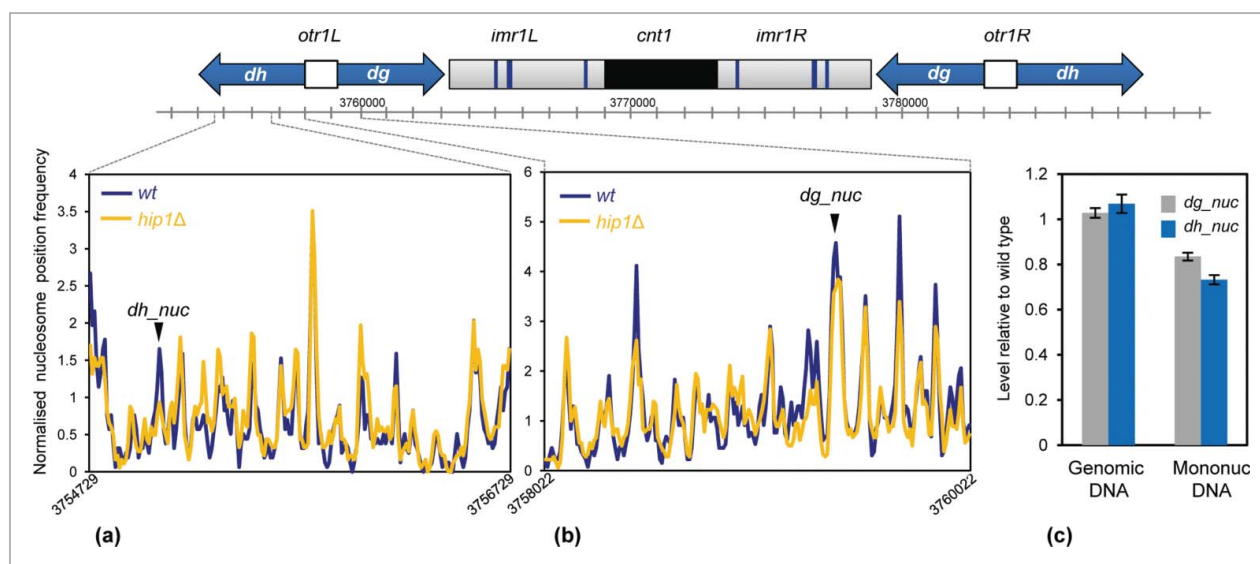 otr1L imr1L cnt1 imr1R otr1R
dh dg dg dh
3760000 3770000 3780000
Normalised nucleosome position frequency
4
3.5
3
2.5
2
1.5
1
0.5
0
wt
hip1Δ
dh_nuc
3754729 3756729
(a)
6
5
4
3
2
1
0
wt
hip1Δ
dg_nuc
3758022 3760022
(b)
Level relative to wild type
1.2
1
0.8
0.6
0.4
0.2
0
dg_nuc
dh_nuc
Genomic Mononuc
DNA DNA
(c)